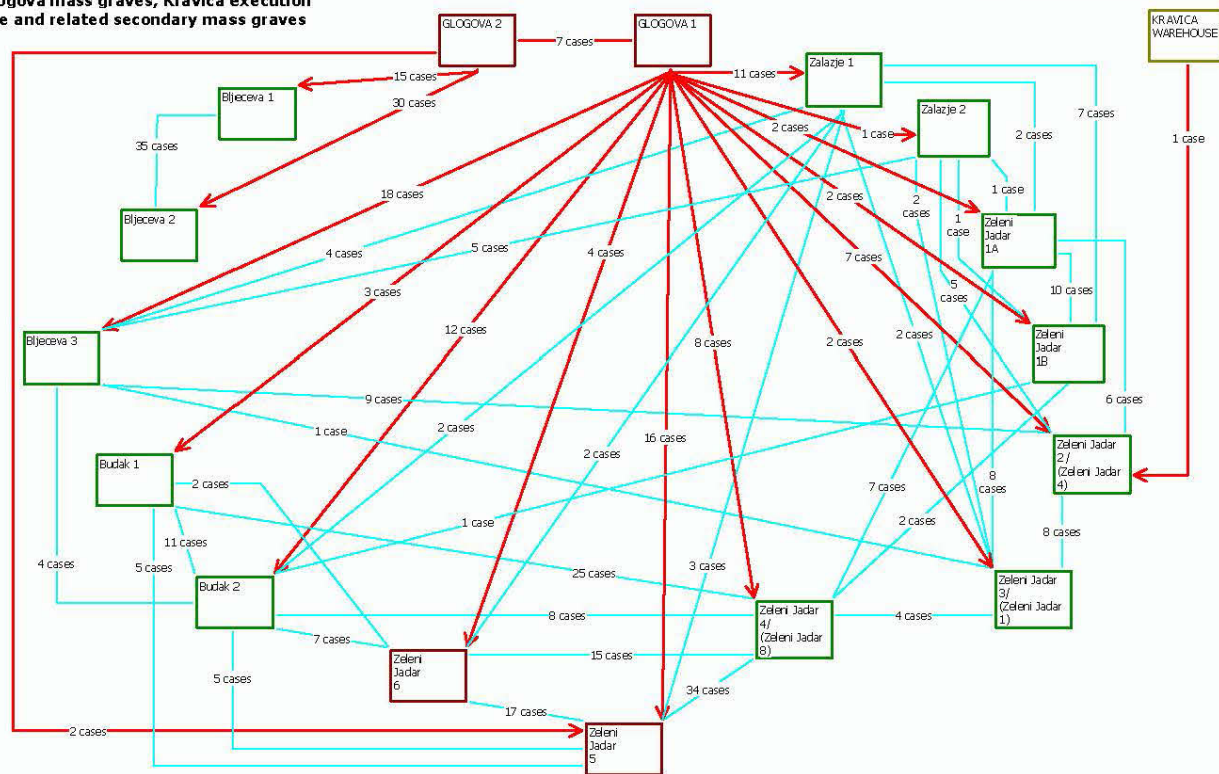 ogova mass graves, Kravica execution
e and related secondary mass graves
GLOGOVA 2
7 cases
GLOGOVA 1
KRAVICA
WAREHOUSE
15 cases
11 cases
Zalazje 1
Bljeceva 1
30 cases
Zalazje 2
7 cases
2 cases
1 case
2 cases
1 case
35 cases
1 case
18 cases
2 cases
2
cases
1
case
Bljeceva 2
Zeleni
Jadar
1A
4 cases
5 cases
4 cases
7 cases
3 cases
5
cases
10 cases
12 cases
8 cases
2 cases
2 cases
Bljeceva 3
Zeleni
Jadar
1B
9 cases
6 cases
1 case
2 cases
16 cases
2 cases
Budak 1
Zeleni Jadar
2/
(Zeleni Jadar
4)
2 cases
7 cases
8
cases
1 case
2 cases
11 cases
8 cases
4 cases
5 cases
25 cases
3 cases
Budak 2
Zeleni Jadar
3/
(Zeleni Jadar
1)
8 cases
Zeleni Jadar
4/
(Zeleni Jadar
8)
4 cases
7 cases
Zeleni
Jadar
6
15 cases
5 cases
34 cases
17 cases
2 cases
Zeleni
Jadar
5